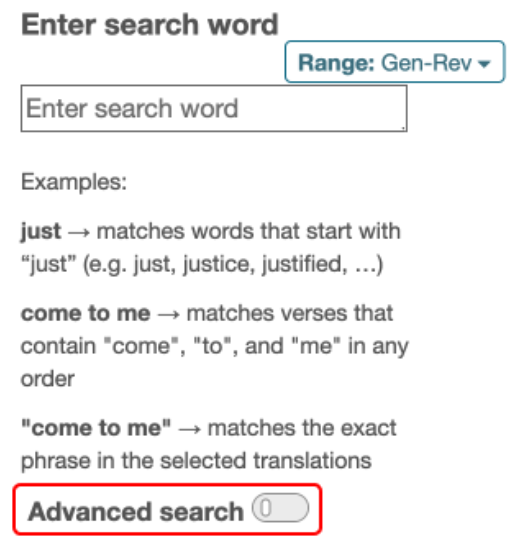 Enter search word
Range: Gen-Rev
Enter search word
Examples:
just → matches words that start with
“just” (e.g. just, justice, justified, …)
come to me → matches verses that
contain "come", "to", and "me" in any
order
"come to me" → matches the exact
phrase in the selected translations
Advanced search